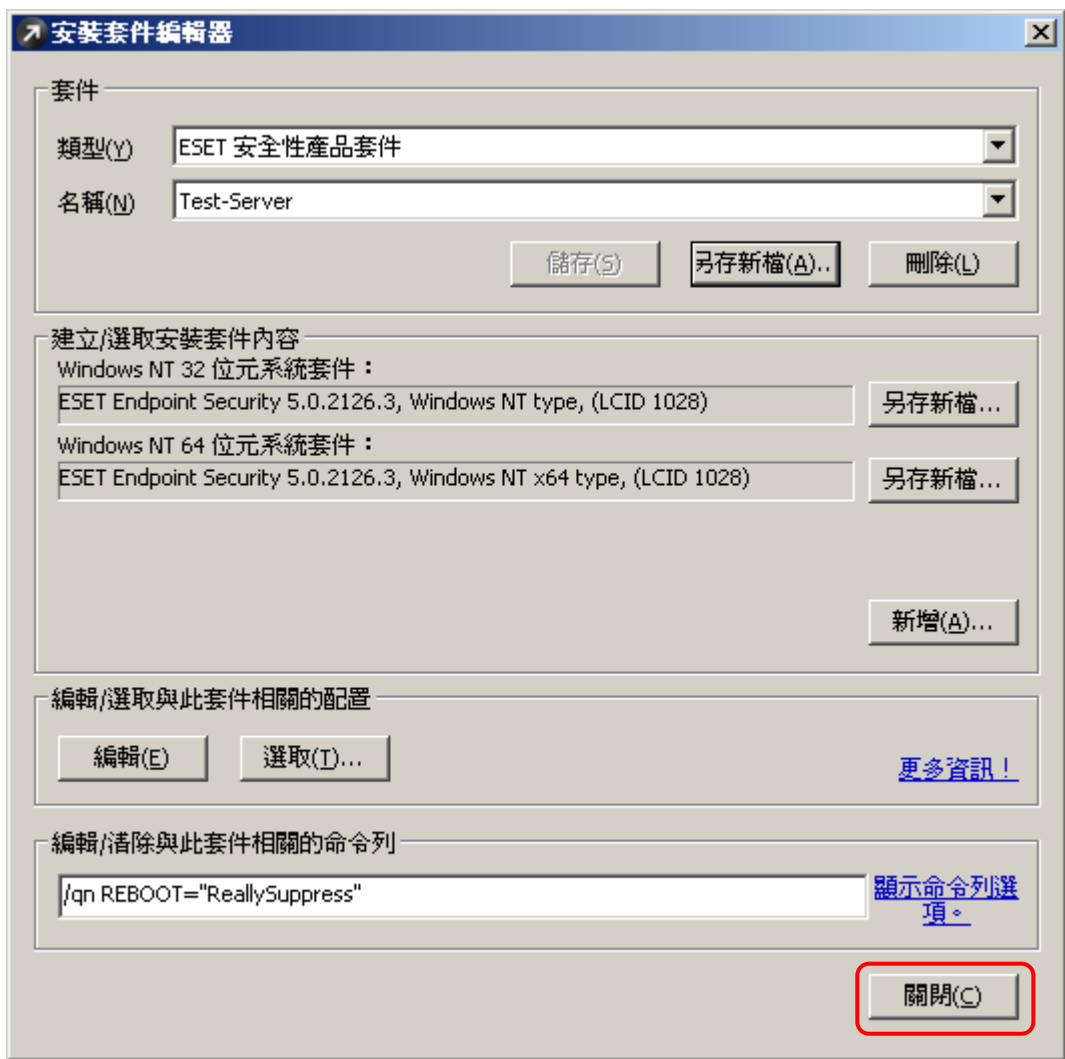 安裝套件編輯器
套件
類型(Y)
ESET 安全性產品套件
名稱(N)
Test-Server
儲存(S)
另存新檔(A)..
刪除(L)
建立/選取安裝套件內容
Windows NT 32 位元系統套件：
ESET Endpoint Security 5.0.2126.3, Windows NT type, (LCID 1028)
另存新檔...
Windows NT 64 位元系統套件：
ESET Endpoint Security 5.0.2126.3, Windows NT x64 type, (LCID 1028)
另存新檔...
新增(A)...
編輯/選取與此套件相關的配置
編輯(E)
選取(T)...
更多資訊！
編輯/清除與此套件相關的命令列
/qn REBOOT="ReallySuppress"
顯示命令列選
項。
關閉(C)